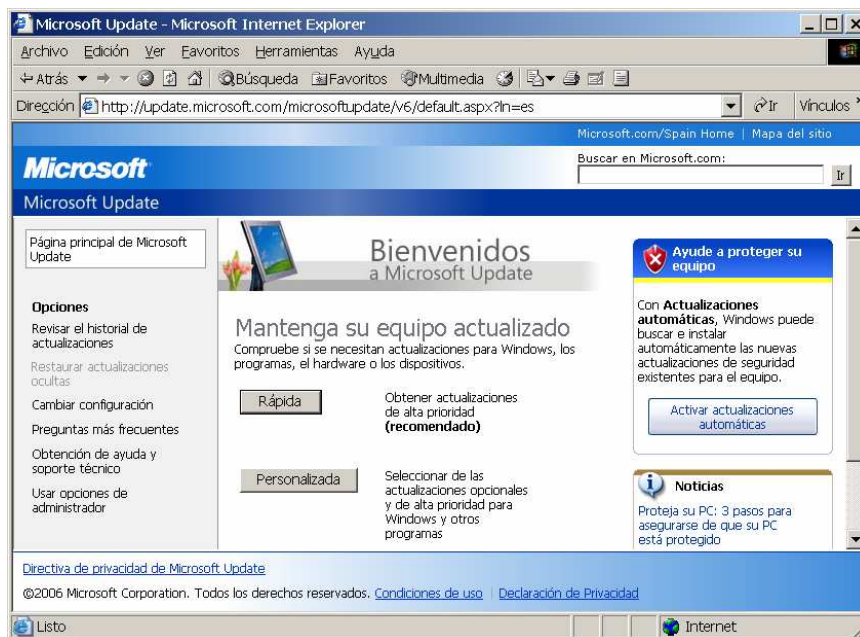 Microsoft Update - Microsoft Internet Explorer
Archivo Edición Ver Favoritos Herramientas Ayuda
Atrás Búsqueda Favoritos Multimedia
Dirección http://update.microsoft.com/microsoftupdate/v6/default.aspx?ln=es Ir Vínculos
Microsoft.com/Spain Home | Mapa del sitio
Microsoft
Buscar en Microsoft.com:
Ir
Microsoft Update
Página principal de Microsoft
Update
Opciones
Revisar el historial de
actualizaciones
Restaurar actualizaciones
ocultas
Cambiar configuración
Preguntas más frecuentes
Obtención de ayuda y
soporte técnico
Usar opciones de
administrador
Bienvenidos
a Microsoft Update
Mantenga su equipo actualizado
Compruebe si se necesitan actualizaciones para Windows, los
programas, el hardware o los dispositivos.
Rápida
Obtener actualizaciones
de alta prioridad
(recomendado)
Personalizada
Seleccionar de las
actualizaciones opcionales
y de alta prioridad para
Windows y otros
programas
Ayude a proteger su
equipo
Con Actualizaciones
automáticas, Windows puede
buscar e instalar
automáticamente las nuevas
actualizaciones de seguridad
existentes para el equipo.
Activar actualizaciones
automáticas
Noticias
Proteja su PC: 3 pasos para
asegurarse de que su PC
está protegido
Directiva de privacidad de Microsoft Update
©2006 Microsoft Corporation. Todos los derechos reservados. Condiciones de uso | Declaración de Privacidad
Listo
Internet